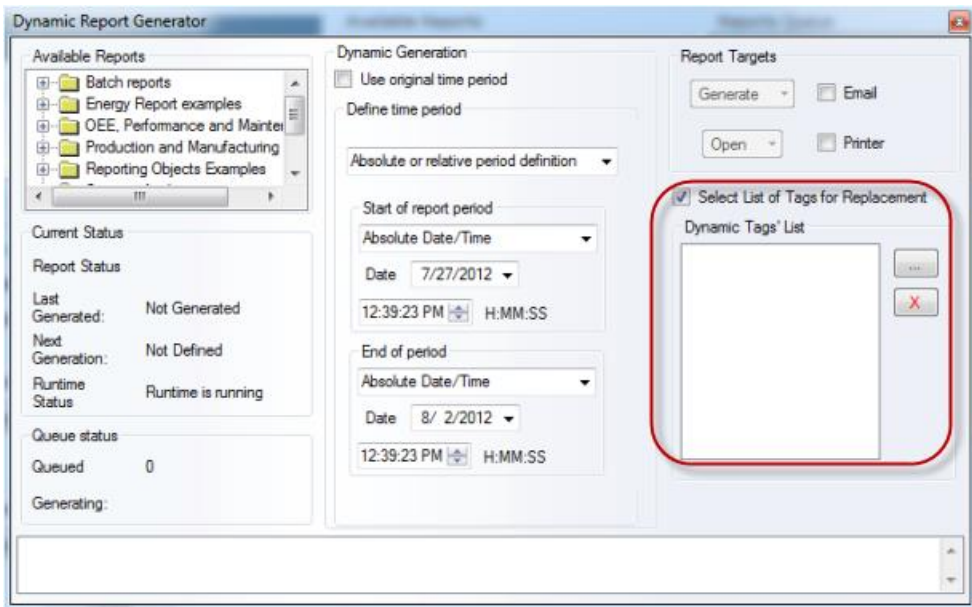 Dynamic Report Generator
Available Reports
Batch reports
Energy Report examples
OEE, Performance and Mainter
Production and Manufacturing
Reporting Objects Examples
Current Status
Report Status
Last Generated: Not Generated
Next Generation: Not Defined
Runtime Status Runtime is running
Queue status
Queued 0
Generating:
Dynamic Generation
Use original time period
Define time period
Absolute or relative period definition
Start of report period
Absolute Date/Time
Date 7/27/2012
12:39:23 PM H:MM:SS
End of period
Absolute Date/Time
Date 8/ 2/2012
12:39:23 PM H:MM:SS
Report Targets
Generate Email
Open Printer
Select List of Tags for Replacement
Dynamic Tags' List
...
X